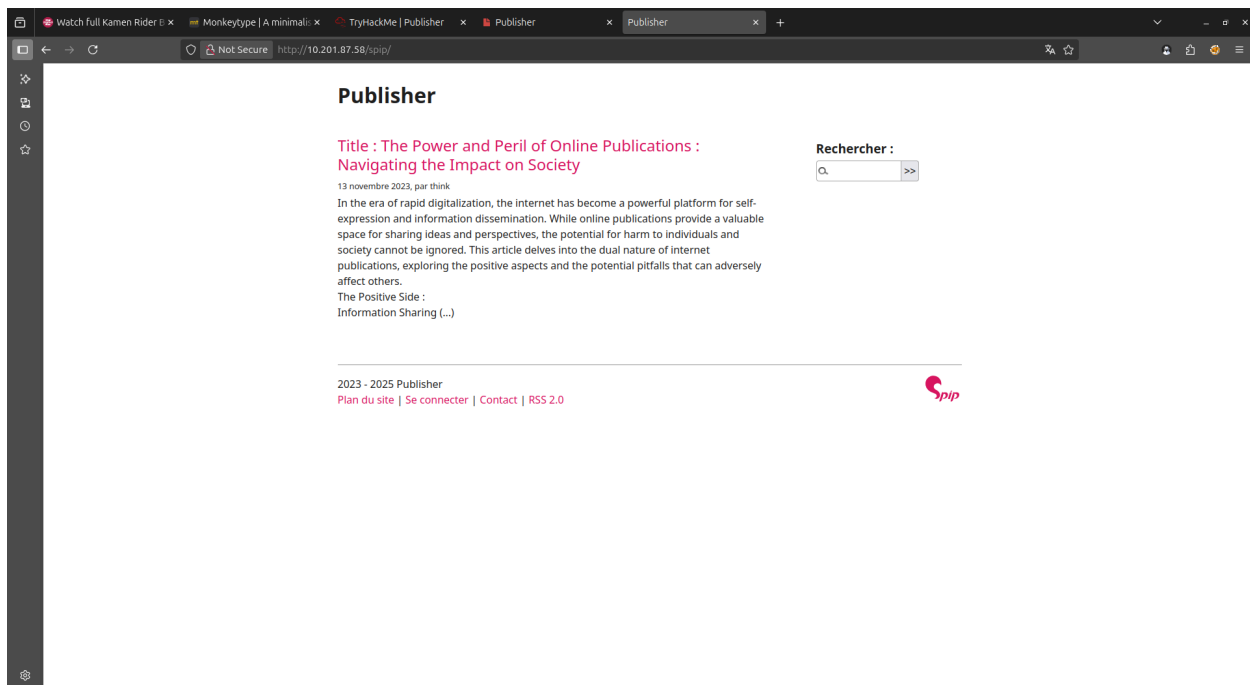 Watch full Kamen Rider B
Monkeytype | A minimalis
TryHackMe | Publisher
Publisher
Publisher
Not Secure http://10.201.87.58/spip/
Publisher
Title : The Power and Peril of Online Publications :
Navigating the Impact on Society
13 novembre 2023, par think
In the era of rapid digitalization, the internet has become a powerful platform for self-
expression and information dissemination. While online publications provide a valuable
space for sharing ideas and perspectives, the potential for harm to individuals and
society cannot be ignored. This article delves into the dual nature of internet
publications, exploring the positive aspects and the potential pitfalls that can adversely
affect others.
The Positive Side :
Information Sharing (...)
Rechercher :
>>
2023 - 2025 Publisher
Plan du site | Se connecter | Contact | RSS 2.0
Spip